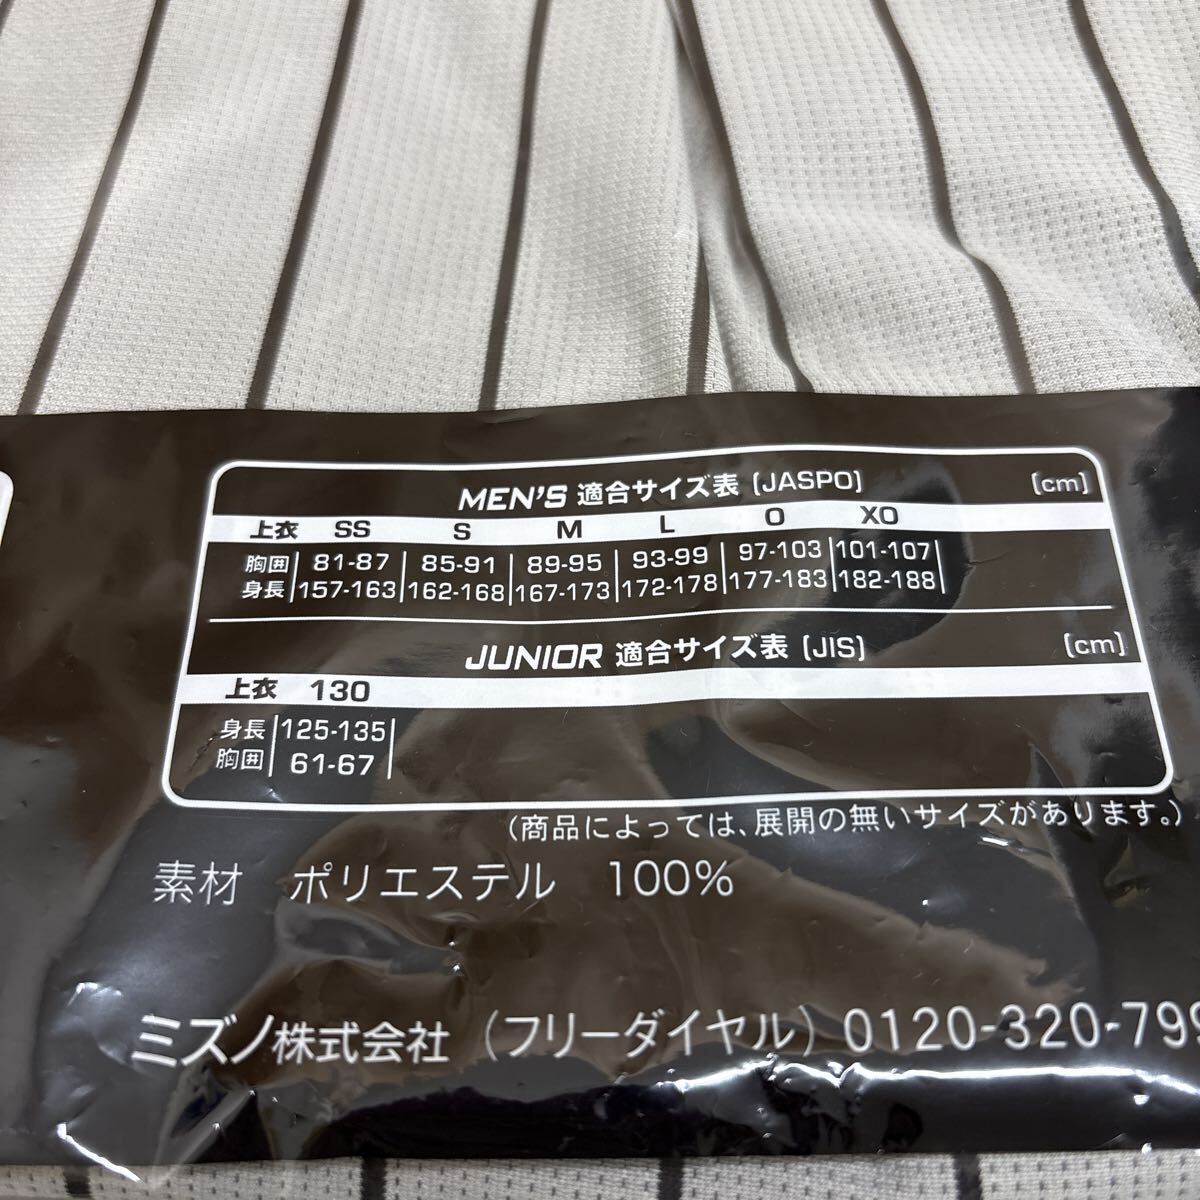 MEN'S 適合サイズ表 [JASPO] [cm]
上衣 SS S M L O XO
胸囲 81-87 85-91 89-95 93-99 97-103 101-107
身長 157-163 162-168 167-173 172-178 177-183 182-188
JUNIOR 適合サイズ表 [JIS] [cm]
上衣 130
身長 125-135
胸囲 61-67
(商品によっては、展開の無いサイズがあります。)
素材 ポリエステル 100%
ミズノ株式会社 (フリーダイヤル) 0120-320-799